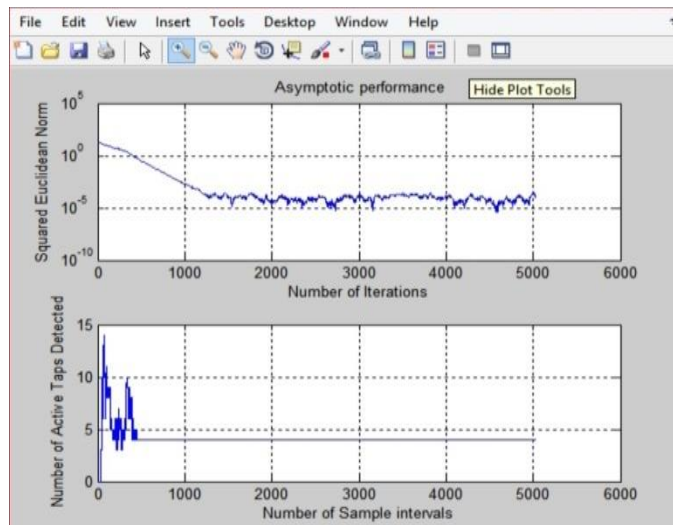 File Edit View Insert Tools Desktop Window Help
Asymptotic performance
Hide Plot Tools
Squared Euclidean Norm
10^5
10^0
10^-5
10^-10
0 1000 2000 3000 4000 5000 6000
Number of Iterations
Number of Active Taps Detected
15
10
5
0
0 1000 2000 3000 4000 5000 6000
Number of Sample intervals